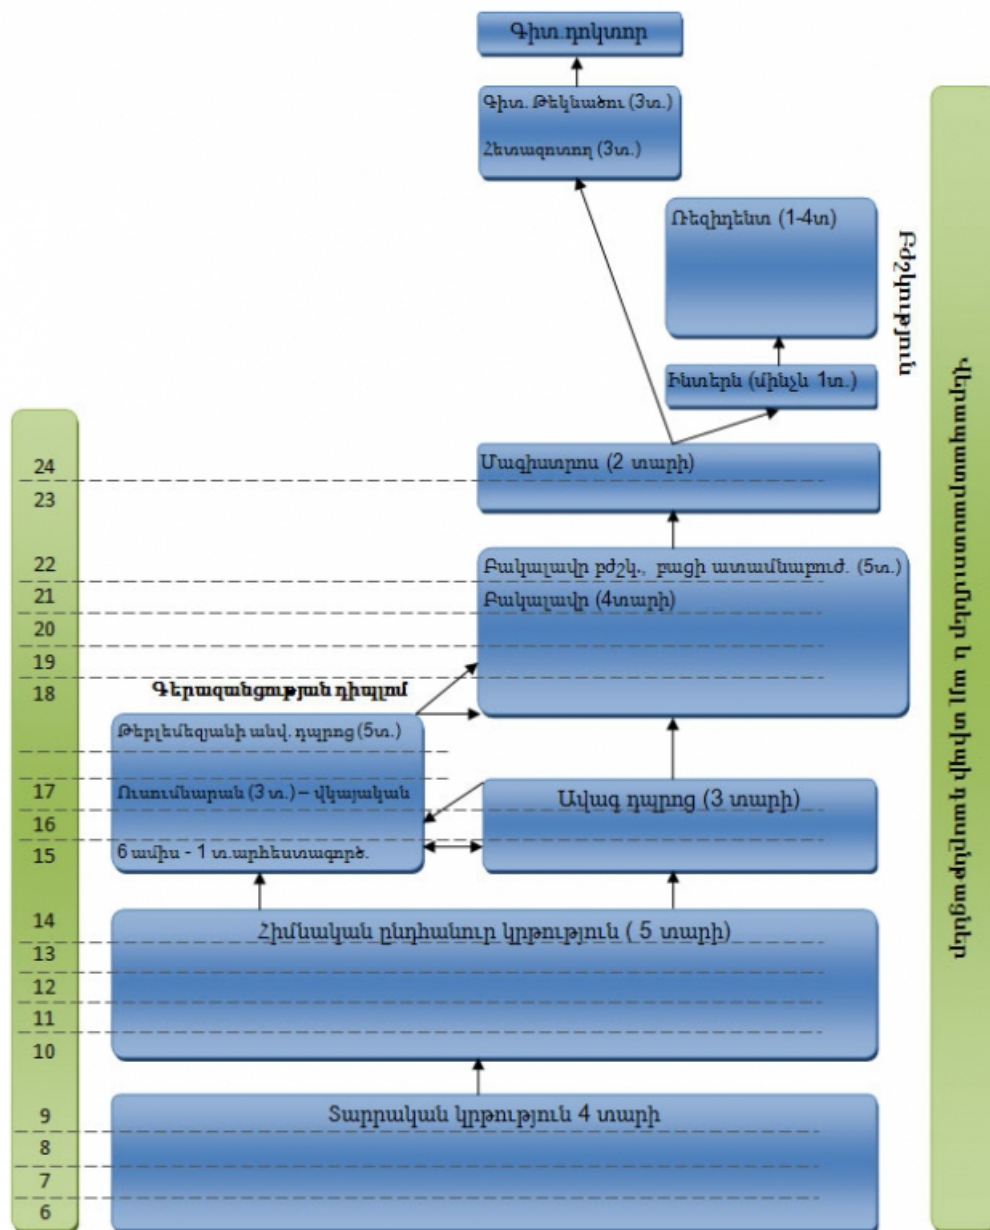 Գիտ.դոկտոր
Գիտ. Թեկնածու (3տ.)
Հետազոտող (3տ.)
Ռեզիդենտ (1-4տ)
Բժշկություն
Ինտերն (մինչև 1տ.)
24
Մագիստրոս (2 տարի)
23
22
Բակալավր բժշկ., բացի ատամնաբուժ. (5տ.)
21
Բակալավր (4տարի)
20
19
18
Գերազանցության դիպլոմ
Թերլեմեզյանի անվ. դպրոց (5տ.)
17
Ուսումնարան (3 տ.) – վկայական
Ավագ դպրոց (3 տարի)
16
15
6 ամիս - 1 տ.արհեստագործ.
14
Հիմնական ընդհանուր կրթություն ( 5 տարի)
13
12
11
10
9
Տարրական կրթություն 4 տարի
8
7
6